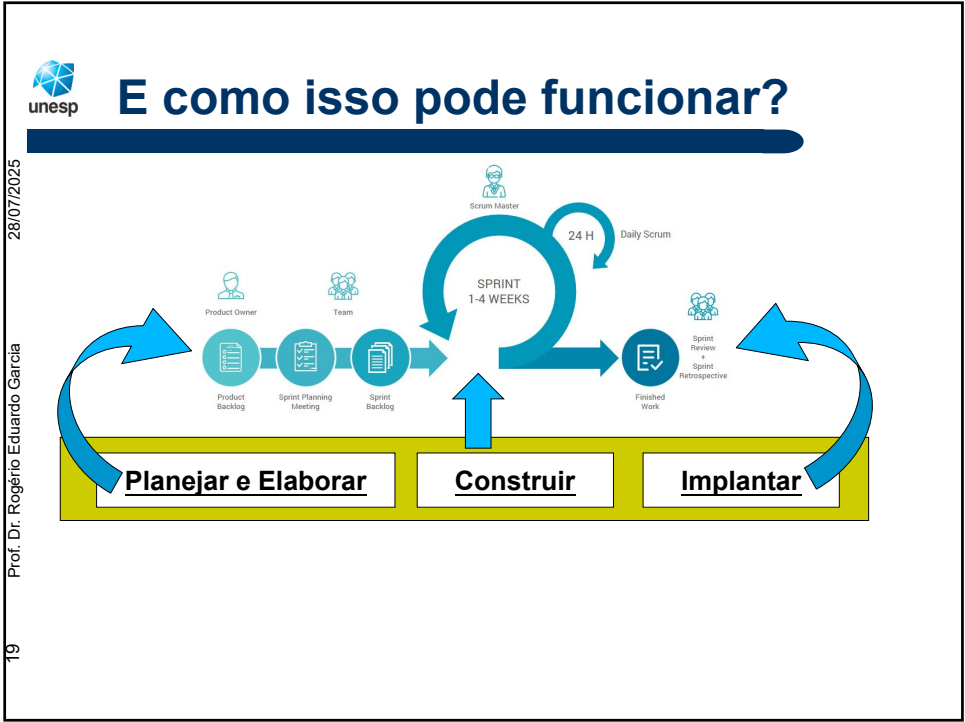 unesp
E como isso pode funcionar?
28/07/2025
Prof. Dr. Rogério Eduardo Garcia
19
Scrum Master
24 H
Daily Scrum
SPRINT
1-4 WEEKS
Product Owner
Team
Product
Backlog
Sprint Planning
Meeting
Sprint
Backlog
Finished
Work
Sprint
Review
+
Sprint
Retrospective
Planejar e Elaborar
Construir
Implantar